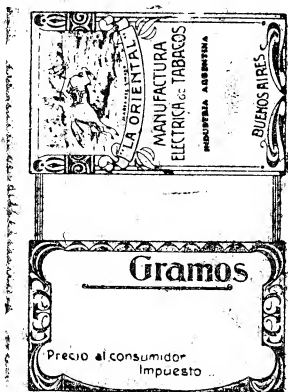 LA ORIENTAL
MANUFACTURA
ELECTRICA DE TABACOS
INDUSTRIA ARGENTINA
BUENOS AIRES
Gramos
Precio al consumidor
Impuesto